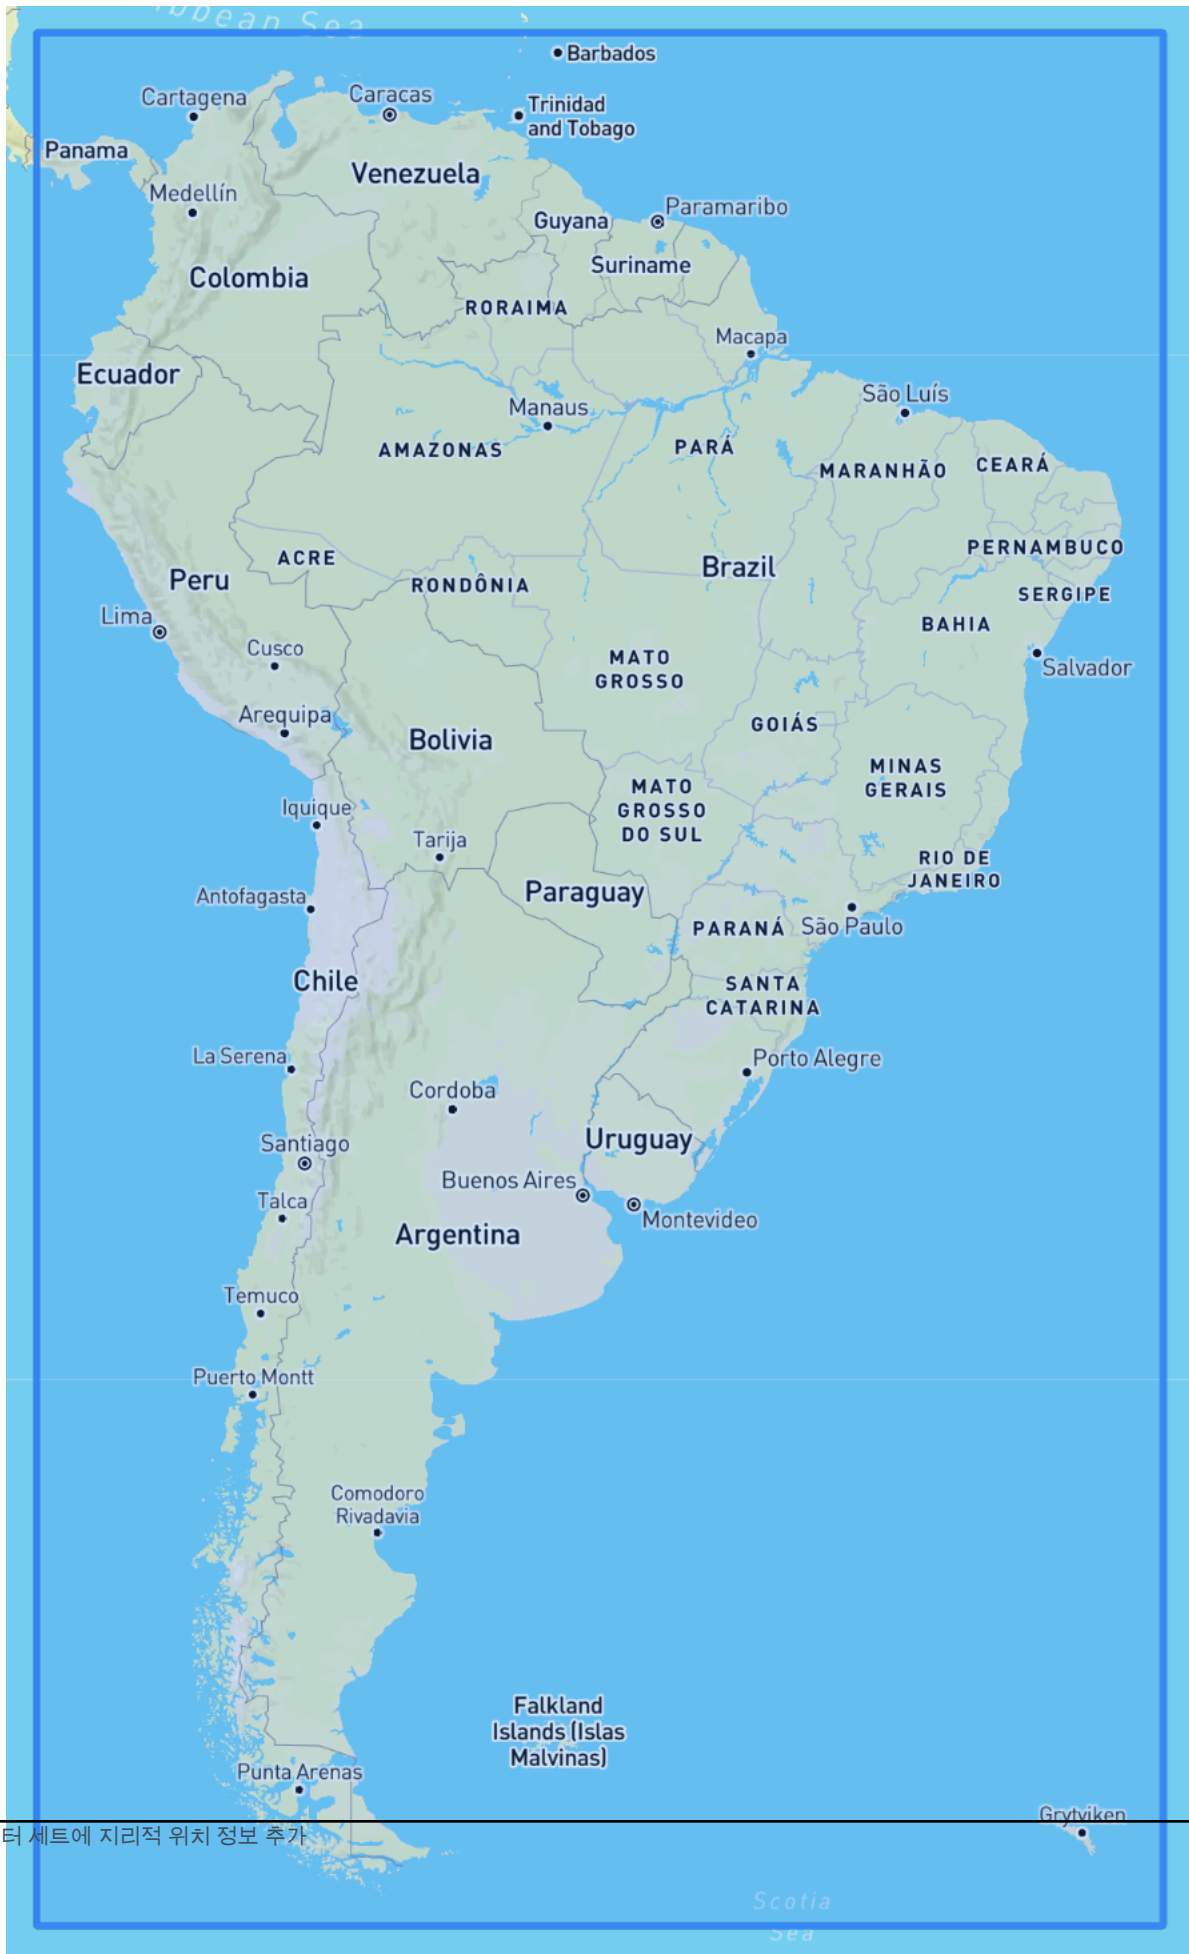 bbean Sea
Barbados
Cartagena
Caracas
Trinidad
and Tobago
Panama
Venezuela
Medellín
Paramaribo
Guyana
Suriname
Colombia
RORAIMA
Macapa
Ecuador
São Luís
Manaus
PARÁ
AMAZONAS
MARANHÃO
CEARÁ
PERNAMBUCO
ACRE
Brazil
Peru
RONDÔNIA
SERGIPE
Lima
BAHIA
Cusco
MATO
GROSSO
Salvador
Arequipa
GOIÁS
Bolivia
MINAS
GERAIS
MATO
GROSSO
DO SUL
Iquique
Tarija
RIO DE
JANEIRO
Antofagasta
Paraguay
PARANÁ
São Paulo
Chile
SANTA
CATARINA
La Serena
Porto Alegre
Cordoba
Santiago
Uruguay
Buenos Aires
Talca
Montevideo
Argentina
Temuco
Puerto Montt
Comodoro
Rivadavia
Falkland
Islands (Islas
Malvinas)
Punta Arenas
Grytviken
터 세트에 지리적 위치 정보 추가
Scotia
Sea